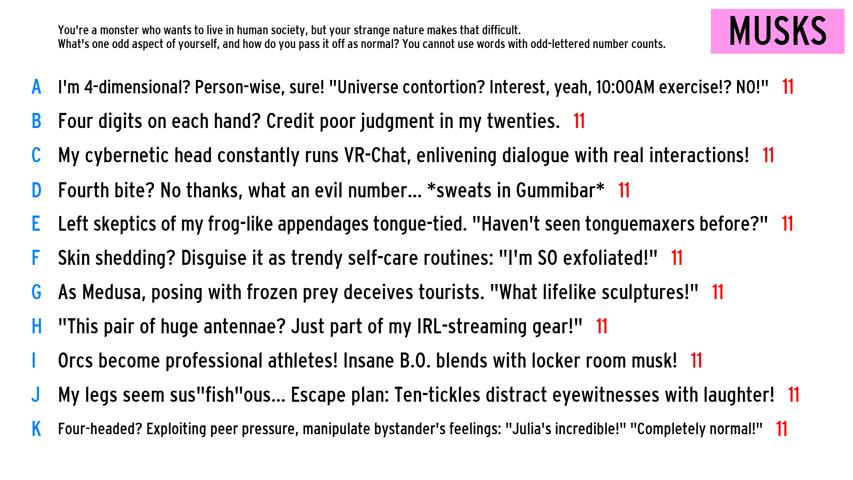 You're a monster who wants to live in human society, but your strange nature makes that difficult.
What's one odd aspect of yourself, and how do you pass it off as normal? You cannot use words with odd-lettered number counts.
MUSKS
A I'm 4-dimensional? Person-wise, sure! "Universe contortion? Interest, yeah, 10:00AM exercise!? NO!" 11
B Four digits on each hand? Credit poor judgment in my twenties. 11
C My cybernetic head constantly runs VR-Chat, enlivening dialogue with real interactions! 11
D Fourth bite? No thanks, what an evil number... *sweats in Gummibar* 11
E Left skeptics of my frog-like appendages tongue-tied. "Haven't seen tonguemaxers before?" 11
F Skin shedding? Disguise it as trendy self-care routines: "I'm SO exfoliated!" 11
G As Medusa, posing with frozen prey deceives tourists. "What lifelike sculptures!" 11
H "This pair of huge antennae? Just part of my IRL-streaming gear!" 11
I Orcs become professional athletes! Insane B.O. blends with locker room musk! 11
J My legs seem sus"fish"ous... Escape plan: Ten-tickles distract eyewitnesses with laughter! 11
K Four-headed? Exploiting peer pressure, manipulate bystander's feelings: "Julia's incredible!" "Completely normal!" 11